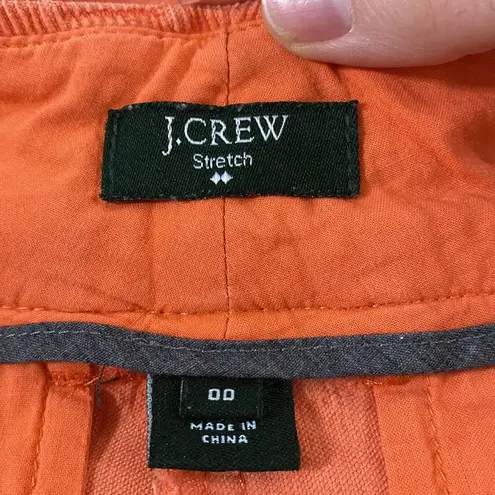 J.CREW
Stretch
00
MADE IN
CHINA